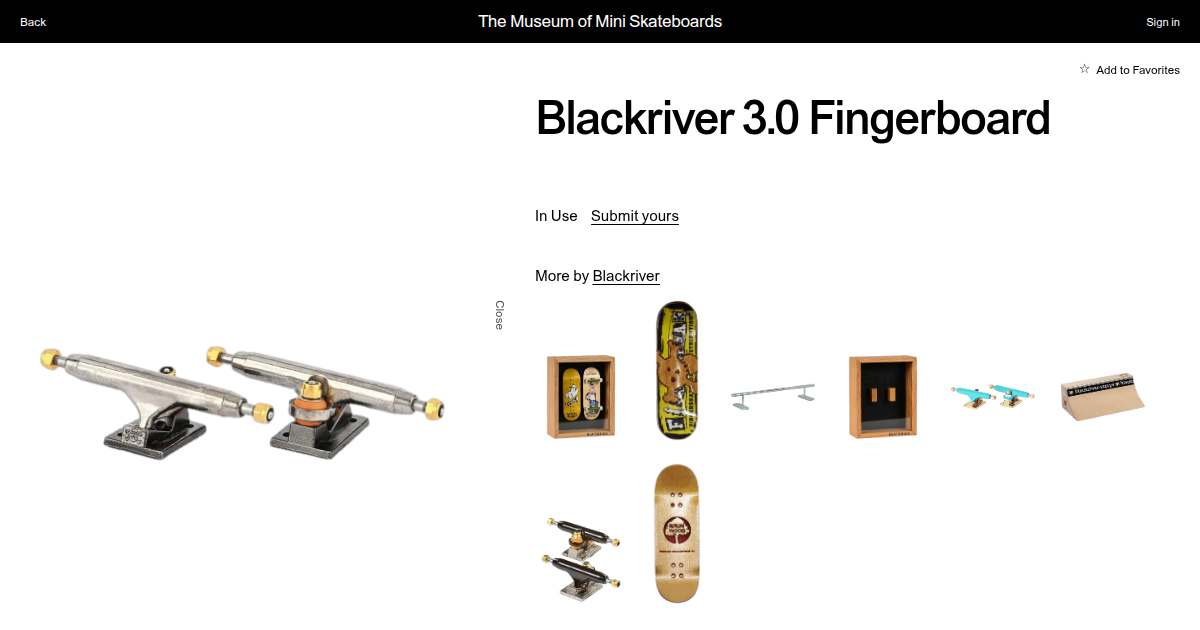 Back
The Museum of Mini Skateboards
Sign in
☆ Add to Favorites
Blackriver 3.0 Fingerboard
In Use Submit yours
More by Blackriver
Close